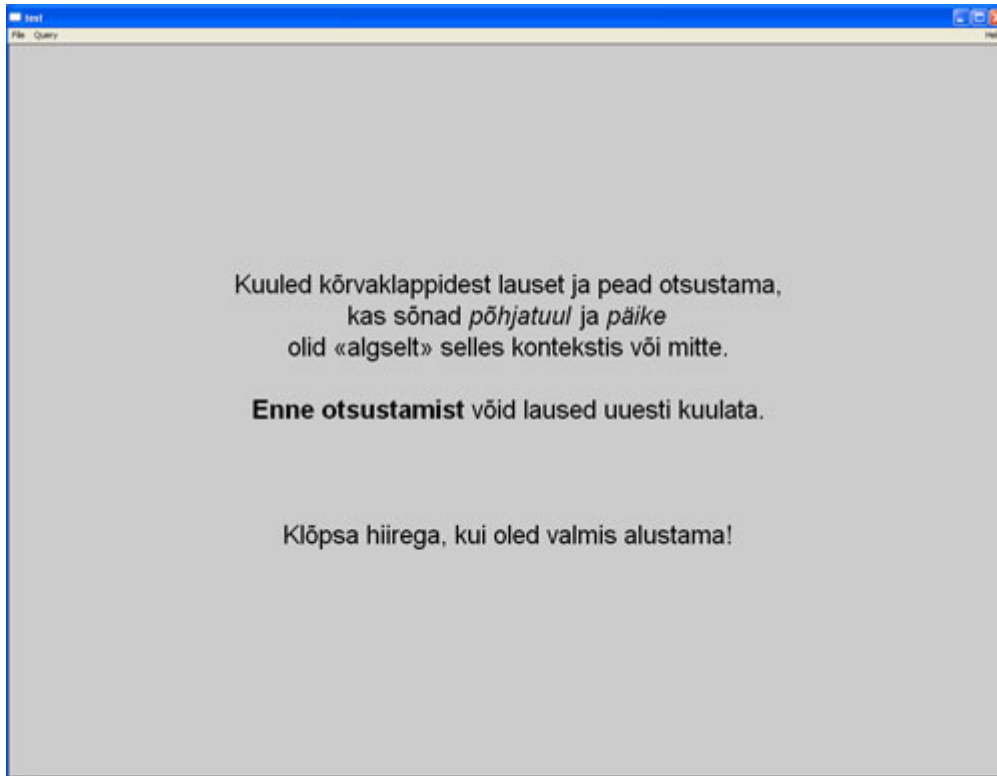 test
File Query Help
Kuuled kõrvaklappidest lauset ja pead otsustama,
kas sõnad põhjatuul ja päike
olid «algselt» selles kontekstis või mitte.
Enne otsustamist võid laused uuesti kuulata.
Klõpsa hiirega, kui oled valmis alustama!